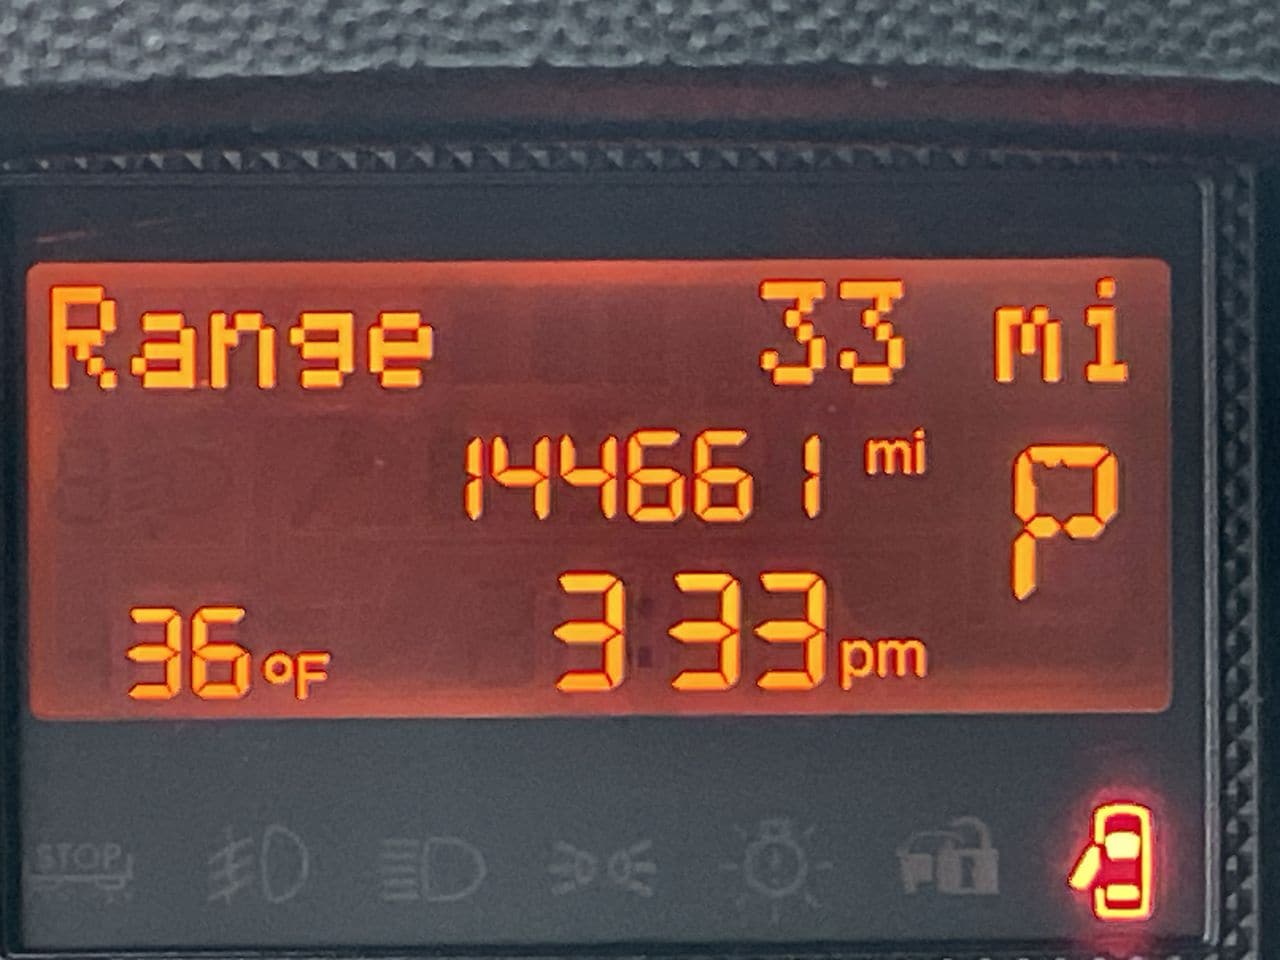 Range 33 mi
144661 mi P
36°F 3 33 pm
STOP
P